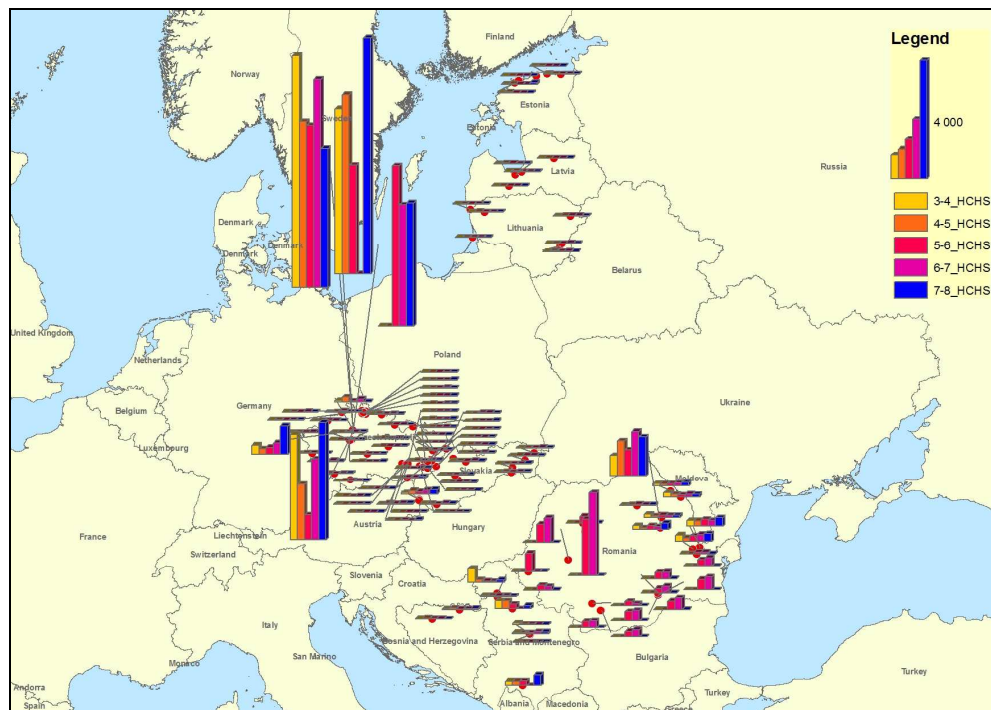 Finland
Norway
Sweden
Estonia
Estonia
Latvia
Lithuania
Denmark
Denmark
Denmark
Russia
Belarus
United Kingdom
Netherlands
Belgium
Luxembourg
Germany
Poland
Ukraine
Slovakia
Moldova
Austria
Hungary
Romania
France
Liechtenstein
Switzerland
Slovenia
Croatia
Italy
Bosnia and Herzegovina
Serbia and Montenegro
San Marino
Monaco
Bulgaria
Andorra
Spain
Albania
Macedonia
Greece
Turkey
Turkey
Legend
4 000
3-4_HCHS
4-5_HCHS
5-6_HCHS
6-7_HCHS
7-8_HCHS